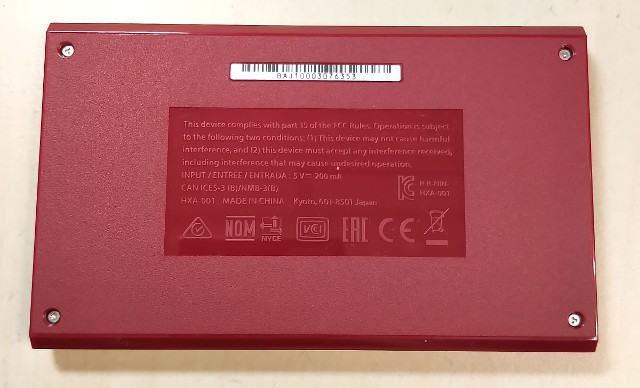 BAJ10003076353
This device complies with part 15 of the FCC Rules. Operation is subject
to the following two conditions: (1) This device may not cause harmful
interference, and (2) this device must accept any interference received,
including interference that may cause undesired operation.
INPUT / ENTRÉE / ENTRADA : 5 V⎓ 200 mA
CAN ICES-3 (B)/NMB-3(B)
R-R-NIN-
HXA-001
HXA-001 MADE IN CHINA Kyoto, 601-8501 Japan
NOM
NYCE
VCI
EAC
CE